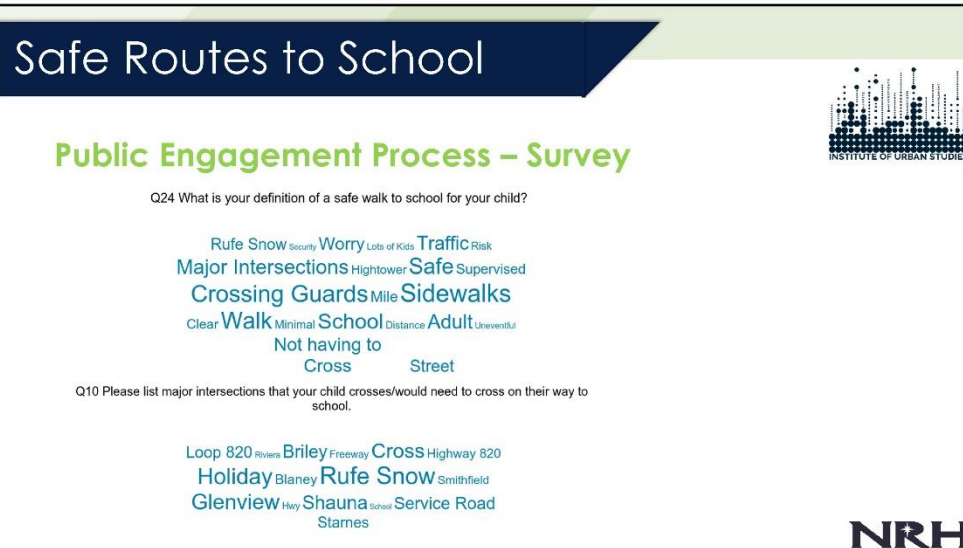 Safe Routes to School
INSTITUTE OF URBAN STUDIE
Public Engagement Process – Survey
Q24 What is your definition of a safe walk to school for your child?
Rufe Snow Security Worry Lots of Kids Traffic Risk
Major Intersections Hightower Safe Supervised
Crossing Guards Mile Sidewalks
Clear Walk Minimal School Distance Adult Uneventful
Not having to
Cross Street
Q10 Please list major intersections that your child crosses/would need to cross on their way to
school.
Loop 820 Riviera Briley Freeway Cross Highway 820
Holiday Blaney Rufe Snow Smithfield
Glenview Hwy Shauna School Service Road
Starnes
NRH